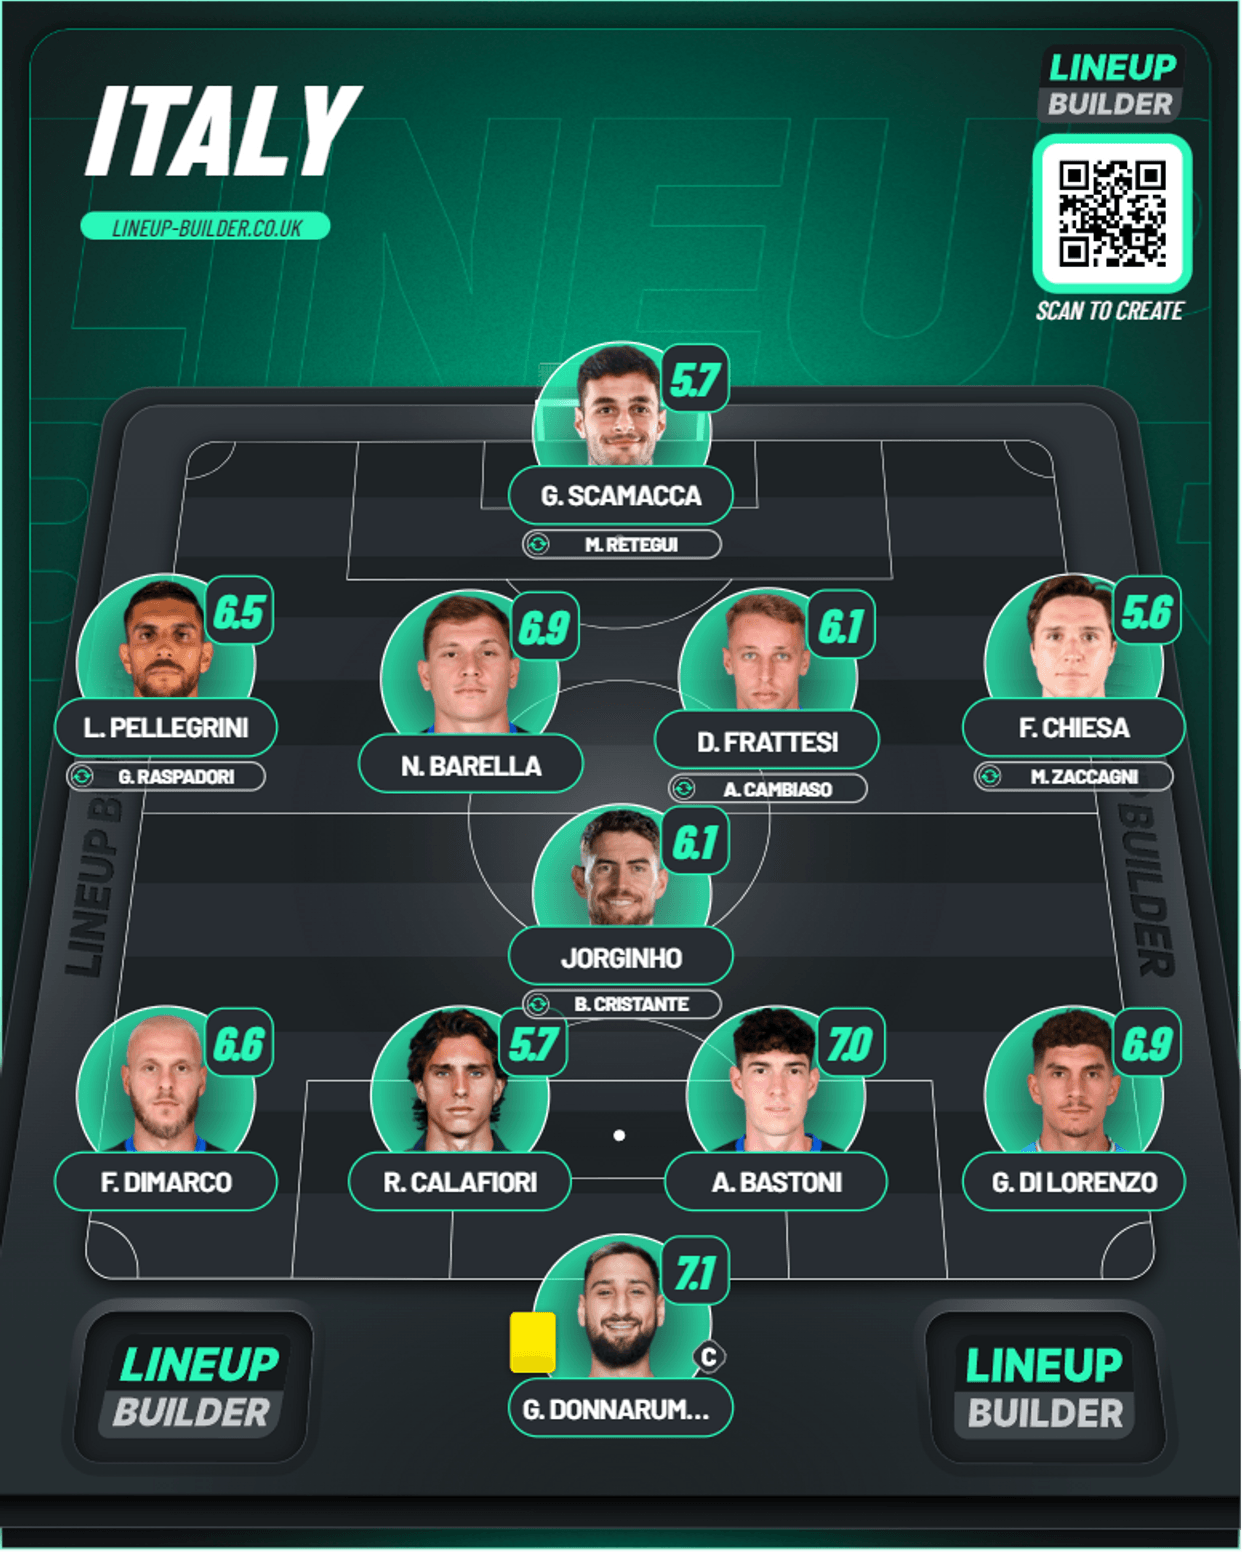 ITALY
LINEUP-BUILDER.CO.UK
LINEUP
BUILDER
SCAN TO CREATE
LINEUP
5.7
G. SCAMACCA
M. RETEGUI
6.5
L. PELLEGRINI
G. RASPADORI
6.9
N. BARELLA
6.1
D. FRATTESI
A. CAMBIASO
5.6
F. CHIESA
M. ZACCAGNI
LINEUP B
P BUILDER
6.1
JORGINHO
B. CRISTANTE
6.6
F. DIMARCO
5.7
R. CALAFIORI
7.0
A. BASTONI
6.9
G. DI LORENZO
7.1
C
G. DONNARUM...
LINEUP
BUILDER
LINEUP
BUILDER